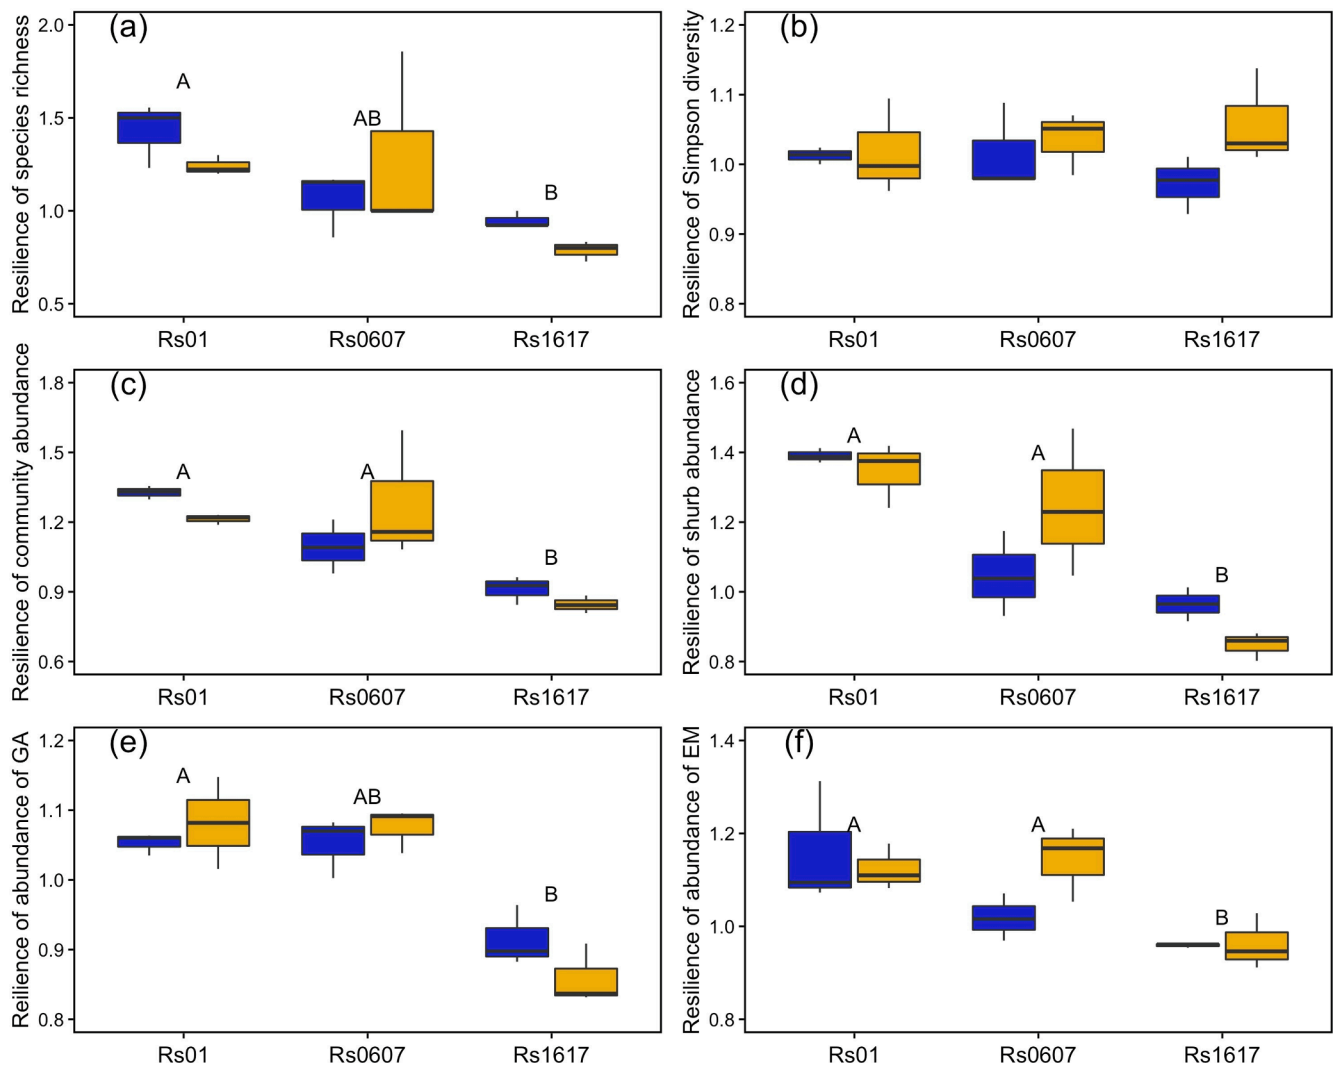 (a)
Resilience of species richness
2.0
1.5
1.0
0.5
A
AB
B
Rs01
Rs0607
Rs1617
(b)
Resilience of Simpson diversity
1.2
1.1
1.0
0.9
0.8
Rs01
Rs0607
Rs1617
(c)
Resilience of community abundance
1.8
1.5
1.2
0.9
0.6
A
A
B
Rs01
Rs0607
Rs1617
(d)
Resilience of shurb abundance
1.6
1.4
1.2
1.0
0.8
A
A
B
Rs01
Rs0607
Rs1617
(e)
Reilience of abundance of GA
1.2
1.1
1.0
0.9
0.8
A
AB
B
Rs01
Rs0607
Rs1617
(f)
Resilience of abundance of EM
1.4
1.2
1.0
0.8
A
A
B
Rs01
Rs0607
Rs1617